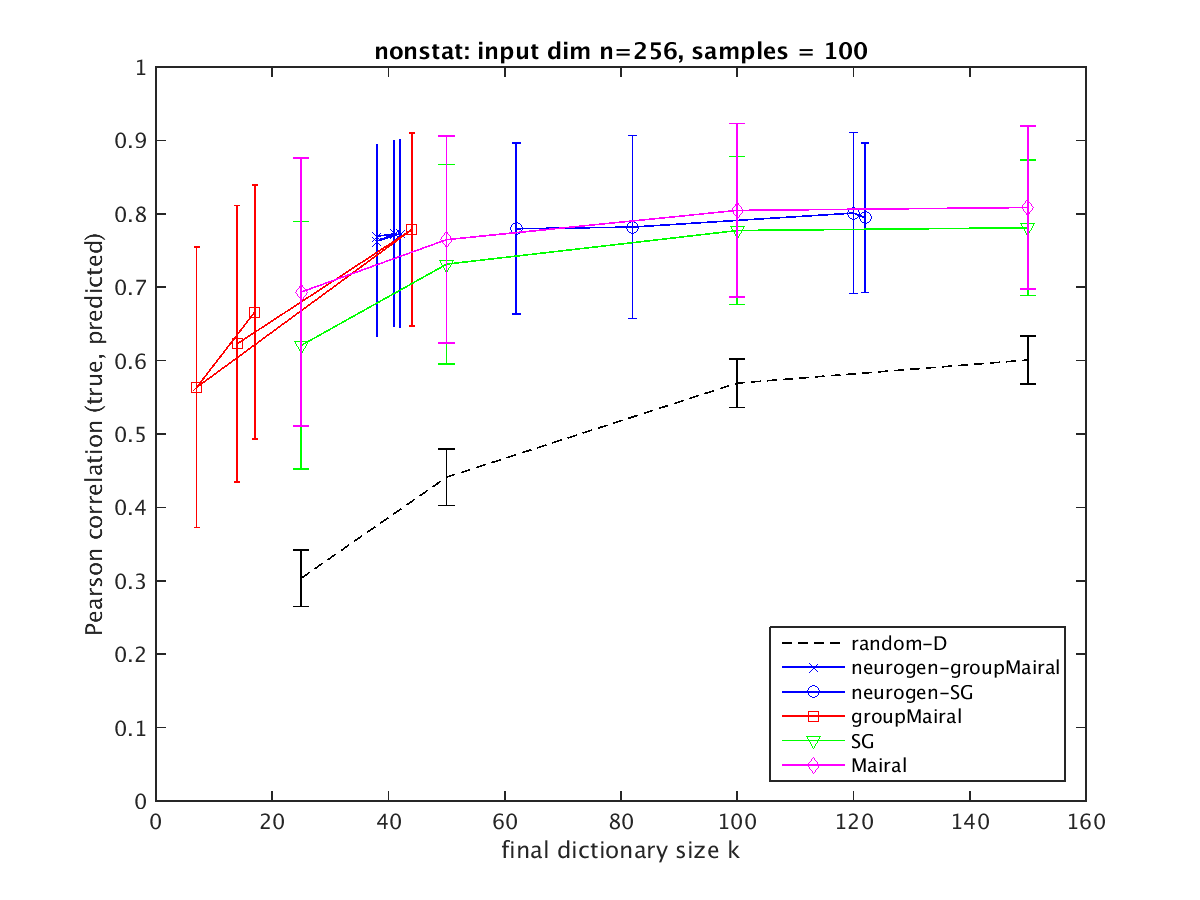 nonstat: input dim n=256, samples = 100
Pearson correlation (true, predicted)
1
0.9
0.8
0.7
0.6
0.5
0.4
0.3
0.2
0.1
0
0 20 40 60 80 100 120 140 160
final dictionary size k
random-D
neurogen-groupMairal
neurogen-SG
groupMairal
SG
Mairal